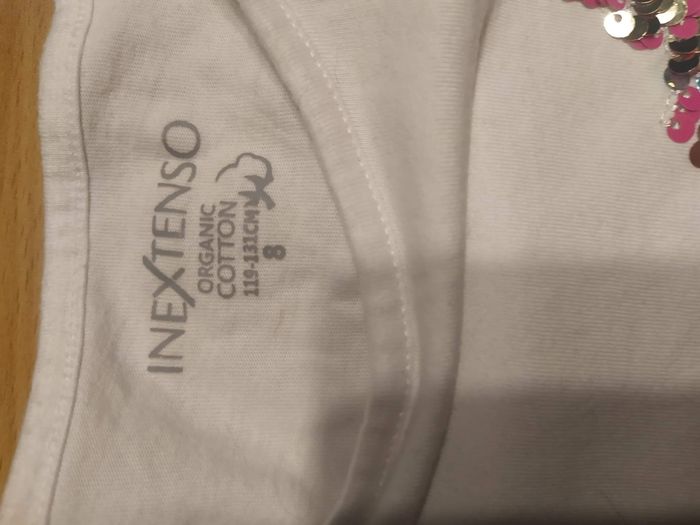 INEXTENSO
ORGANIC
COTTON
119-131CM
8